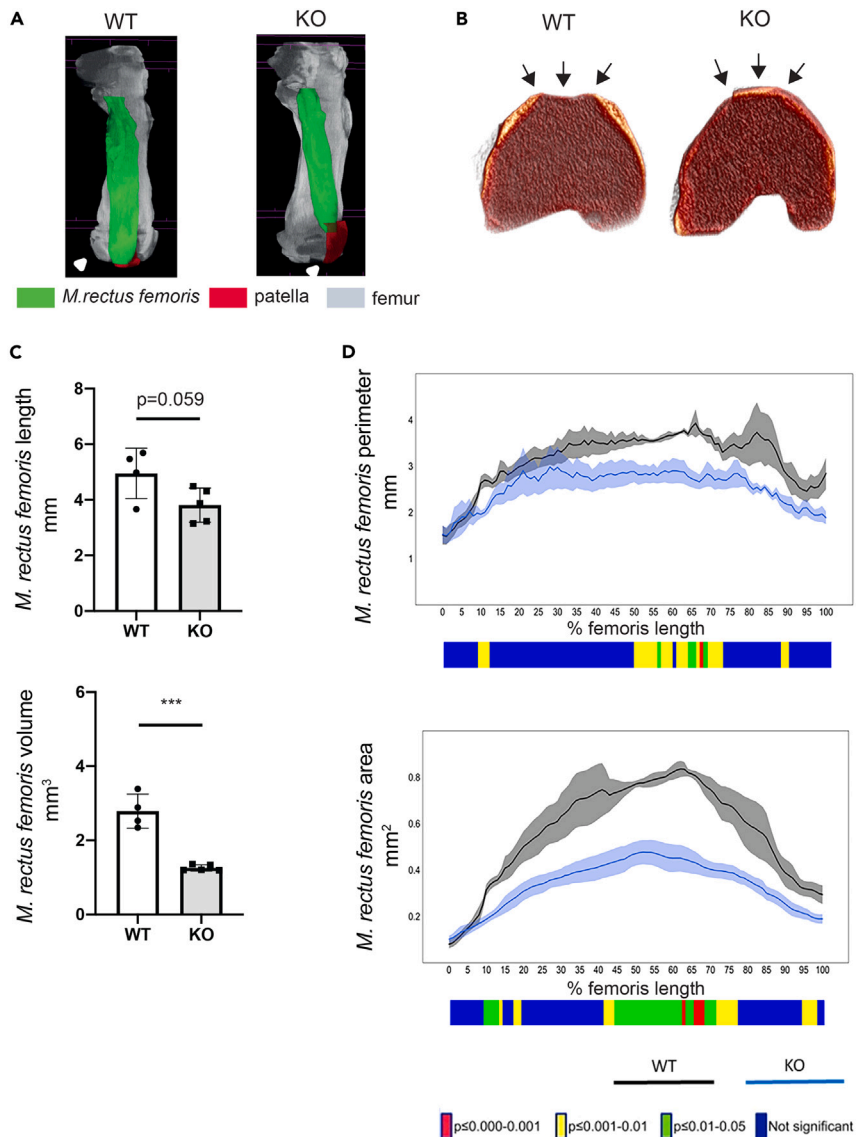 A
WT
KO
M.rectus femoris
patella
femur
B
WT
KO
C
M. rectus femoris length
mm
8
6
4
2
0
p=0.059
WT
KO
M. rectus femoris volume
mm³
6
4
2
0
***
WT
KO
D
M. rectus femoris perimeter
mm
4
3
2
1
0 5 10 15 20 25 30 35 40 45 50 55 60 65 70 75 80 85 90 95 100
% femoris length
M. rectus femoris area
mm²
0.8
0.6
0.4
0.2
0 5 10 15 20 25 30 35 40 45 50 55 60 65 70 75 80 85 90 95 100
% femoris length
WT
KO
p≤0.000-0.001
p≤0.001-0.01
p≤0.01-0.05
Not significant